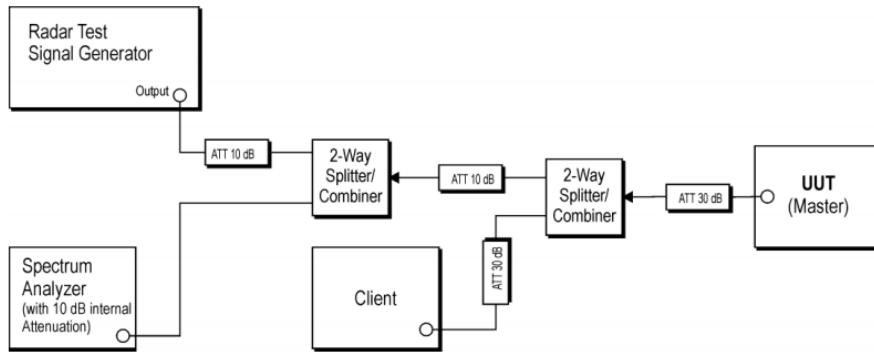 Radar Test
Signal Generator
Output
ATT 10 dB
2-Way
Splitter/
Combiner
ATT 10 dB
2-Way
Splitter/
Combiner
ATT 30 dB
UUT
(Master)
Spectrum
Analyzer
(with 10 dB internal
Attenuation)
Client
ATT 30 dB